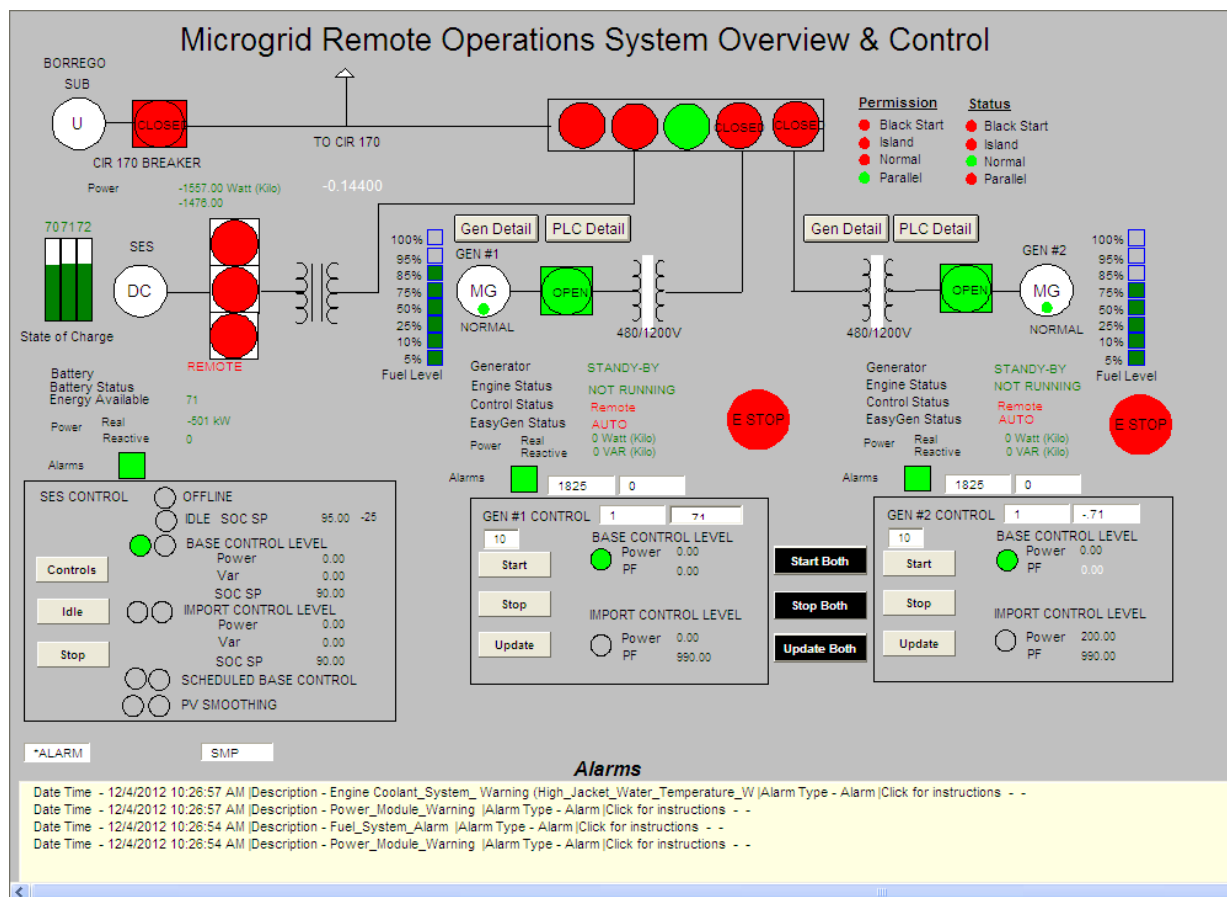 Microgrid Remote Operations System Overview & Control
BORREGO
SUB
U
CLOSED
CIR 170 BREAKER
TO CIR 170
CLOSED
CLOSED
Permission
Black Start
Island
Normal
Parallel
Status
Black Start
Island
Normal
Parallel
Power
-1557.00 Watt (Kilo)
-1476.00
-0.14400
707172
SES
DC
State of Charge
REMOTE
Battery
Battery Status
Energy Available 71
Power Real -501 kW
Reactive 0
Alarms
100%
95%
85%
75%
50%
25%
10%
5%
Fuel Level
Gen Detail
PLC Detail
GEN #1
MG
NORMAL
OPEN
480/1200V
Generator STANDY-BY
Engine Status NOT RUNNING
Control Status Remote
EasyGen Status AUTO
Power Real 0 Watt (Kilo)
Reactive 0 VAR (Kilo)
E STOP
Alarms
1825
0
Gen Detail
PLC Detail
GEN #2
MG
NORMAL
OPEN
480/1200V
100%
95%
85%
75%
50%
25%
10%
5%
Fuel Level
Generator STANDY-BY
Engine Status NOT RUNNING
Control Status Remote
EasyGen Status AUTO
Power Real 0 Watt (Kilo)
Reactive 0 VAR (Kilo)
E STOP
Alarms
1825
0
SES CONTROL
OFFLINE
IDLE SOC SP 95.00 -25
BASE CONTROL LEVEL
Power 0.00
Var 0.00
SOC SP 90.00
IMPORT CONTROL LEVEL
Power 0.00
Var 0.00
SOC SP 90.00
SCHEDULED BASE CONTROL
PV SMOOTHING
Controls
Idle
Stop
GEN #1 CONTROL 1
10
BASE CONTROL LEVEL
Power 0.00
PF 0.00
IMPORT CONTROL LEVEL
Power 0.00
PF 990.00
Start
Stop
Update
Start Both
Stop Both
Update Both
GEN #2 CONTROL 1 -.71
10
BASE CONTROL LEVEL
Power 0.00
PF 0.00
IMPORT CONTROL LEVEL
Power 200.00
PF 990.00
Start
Stop
Update
*ALARM
SMP
Alarms
Date Time - 12/4/2012 10:26:57 AM |Description - Engine Coolant_System_ Warning (High_Jacket_Water_Temperature_W |Alarm Type - Alarm |Click for instructions - -
Date Time - 12/4/2012 10:26:57 AM |Description - Power_Module_Warning |Alarm Type - Alarm |Click for instructions - -
Date Time - 12/4/2012 10:26:54 AM |Description - Fuel_System_Alarm |Alarm Type - Alarm |Click for instructions - -
Date Time - 12/4/2012 10:26:54 AM |Description - Power_Module_Warning |Alarm Type - Alarm |Click for instructions - -